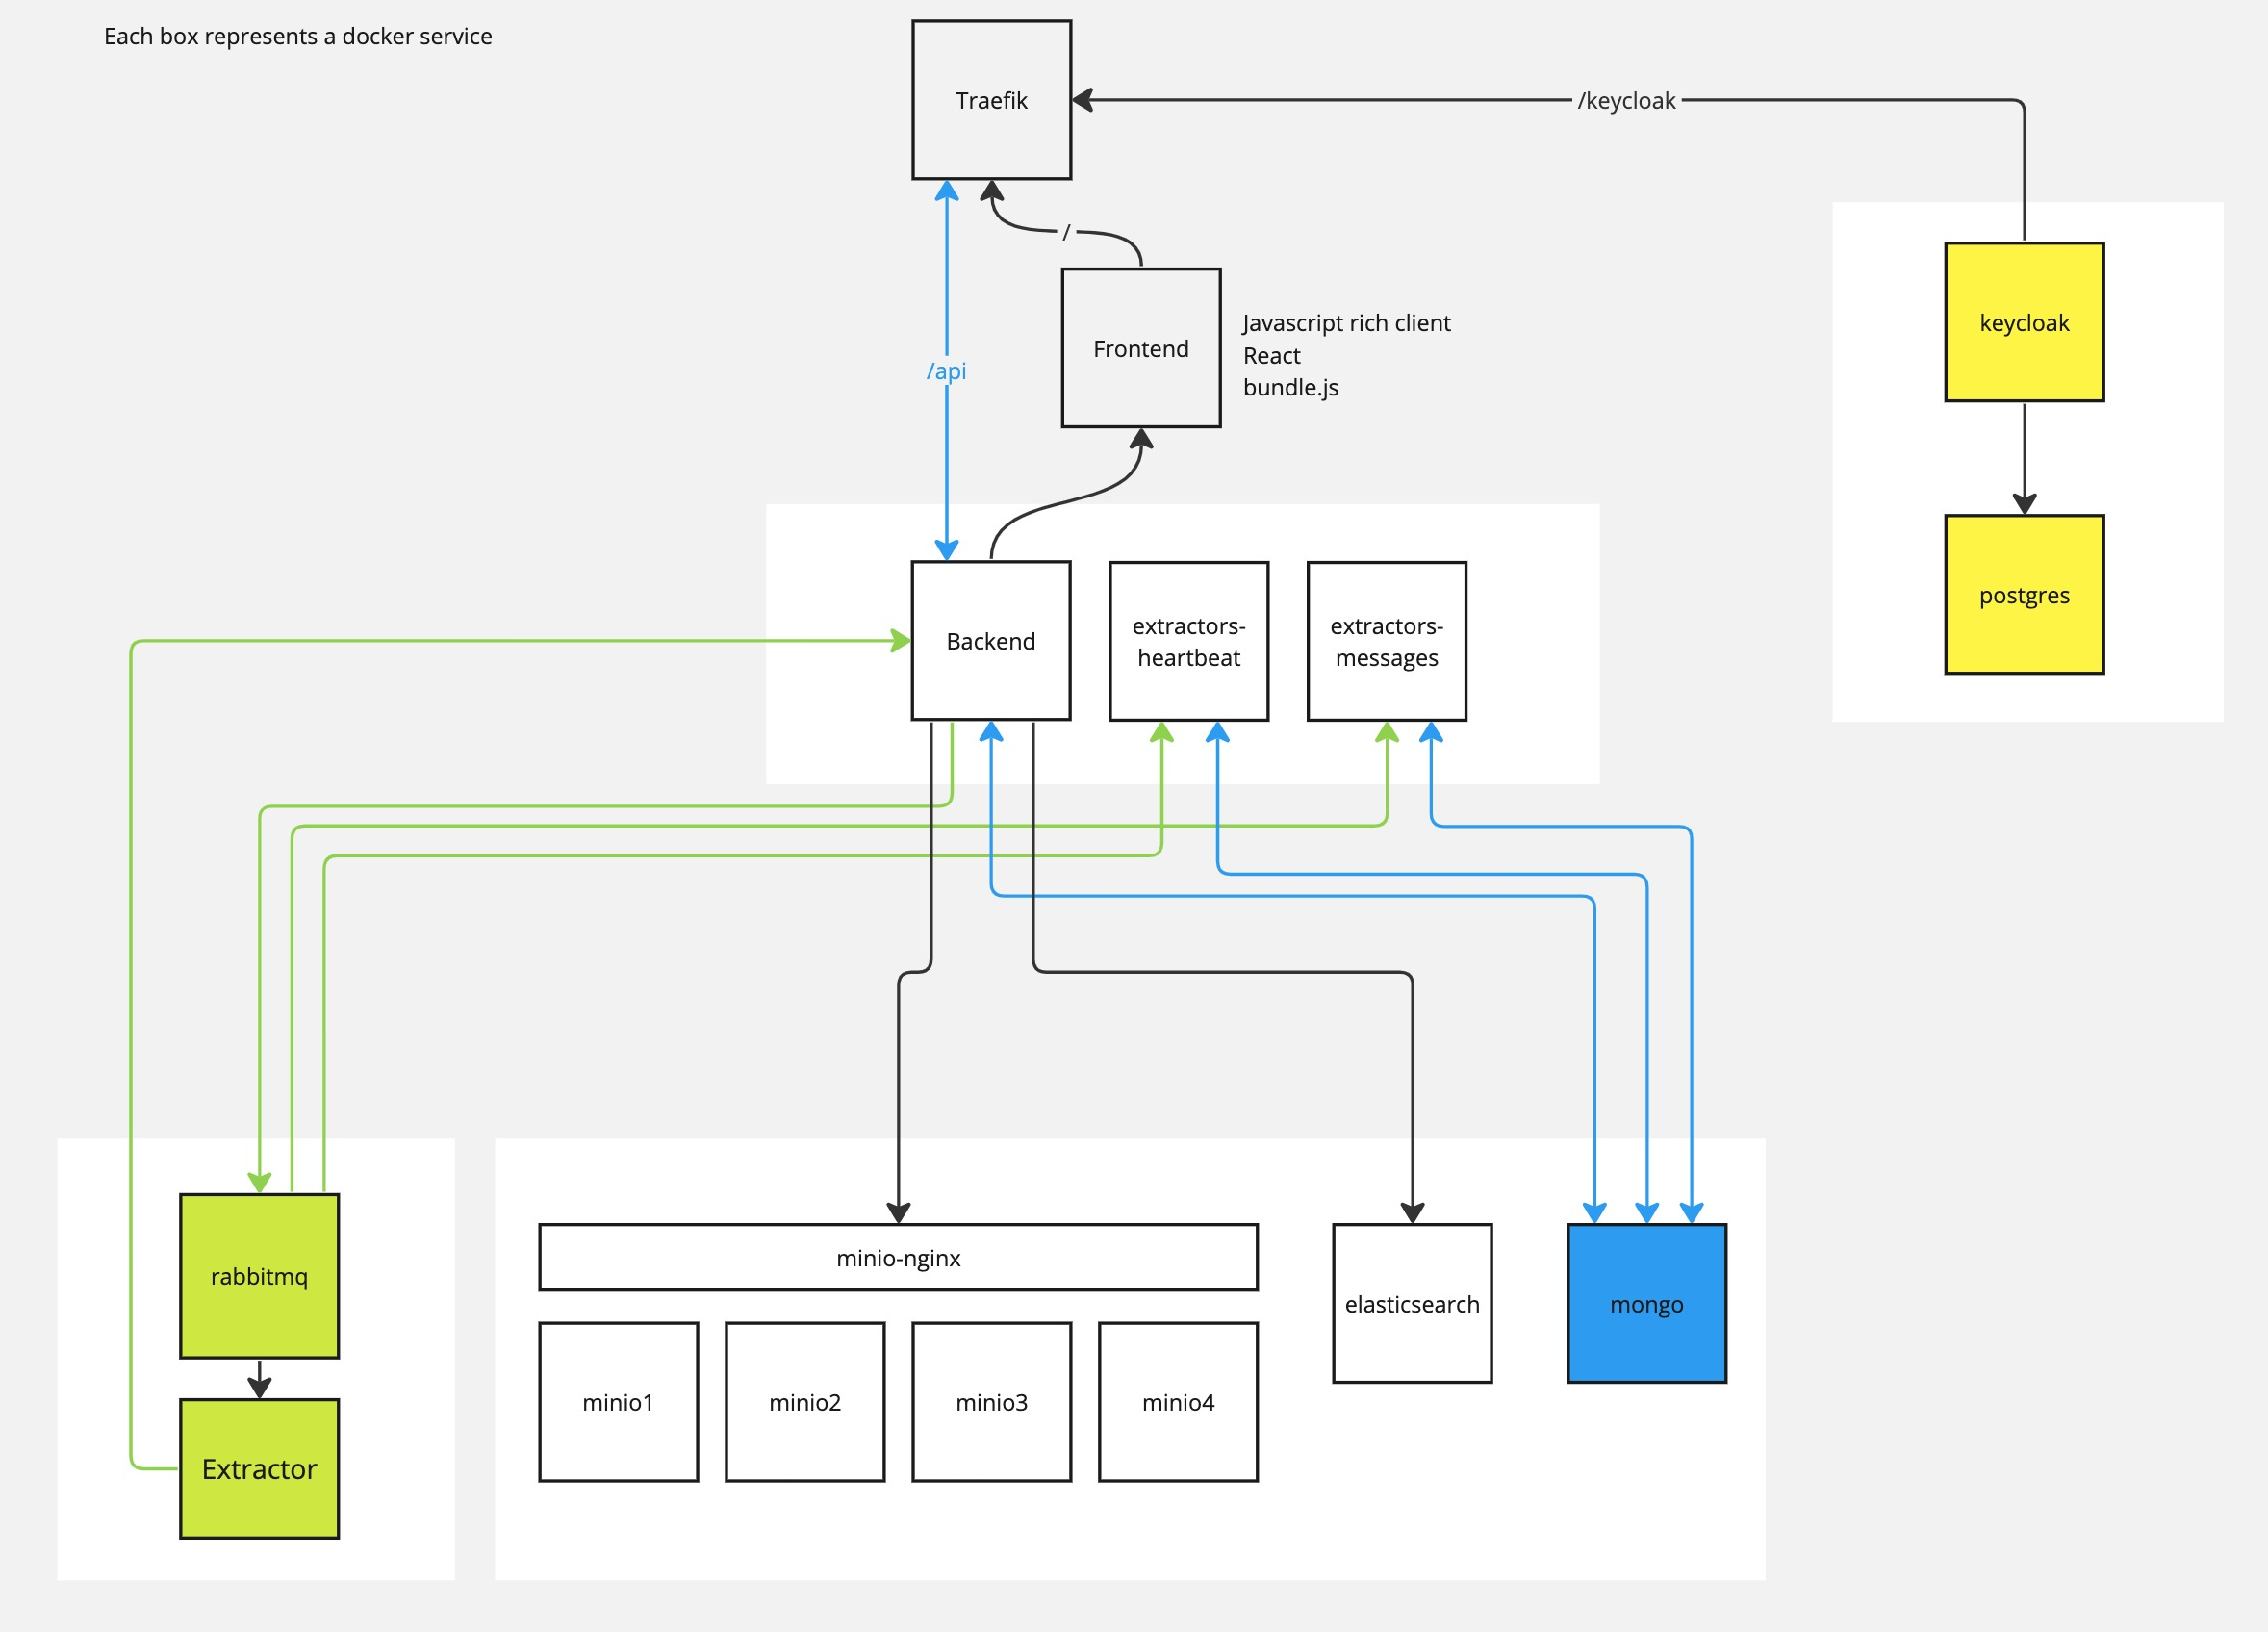 Each box represents a docker service
Traefik
/keycloak
/
Frontend
Javascript rich client
React
bundle.js
/api
keycloak
postgres
Backend
extractors-
heartbeat
extractors-
messages
rabbitmq
Extractor
minio-nginx
minio1
minio2
minio3
minio4
elasticsearch
mongo